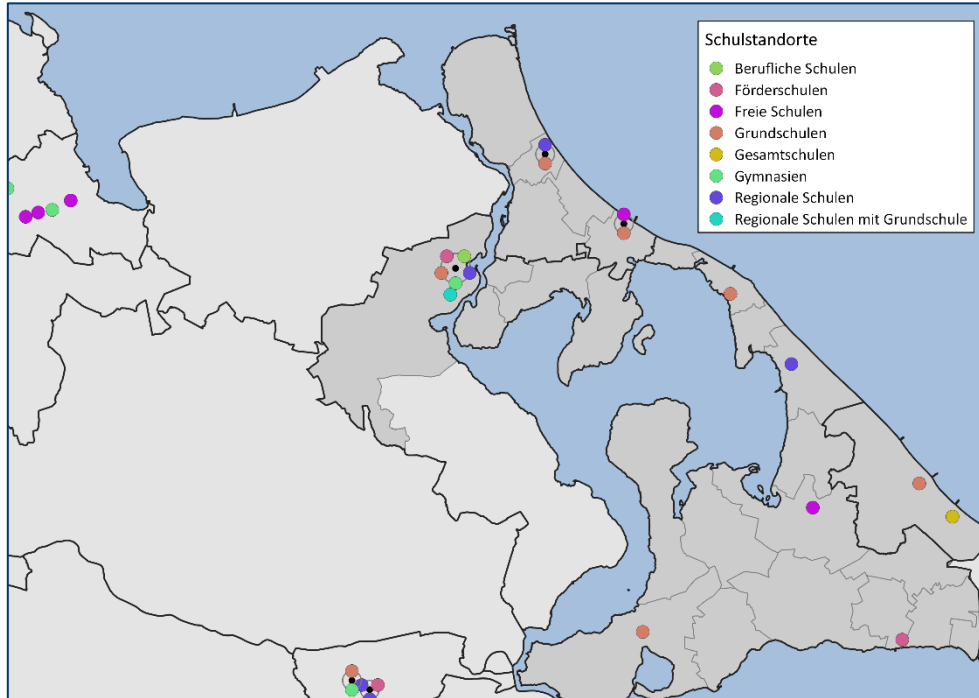 Schulstandorte
Berufliche Schulen
Förderschulen
Freie Schulen
Grundschulen
Gesamtschulen
Gymnasien
Regionale Schulen
Regionale Schulen mit Grundschule